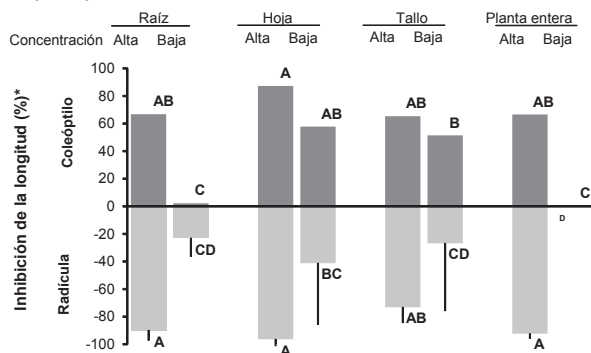 Raíz Hoja Tallo Planta entera
Concentración Alta Baja Alta Baja Alta Baja Alta Baja
Inhibición de la longitud (%)*
Coleóptilo
Radícula
100
80
60
40
20
0
-20
-40
-60
-80
-100
AB C A AB AB B AB C
A CD A BC AB CD A D